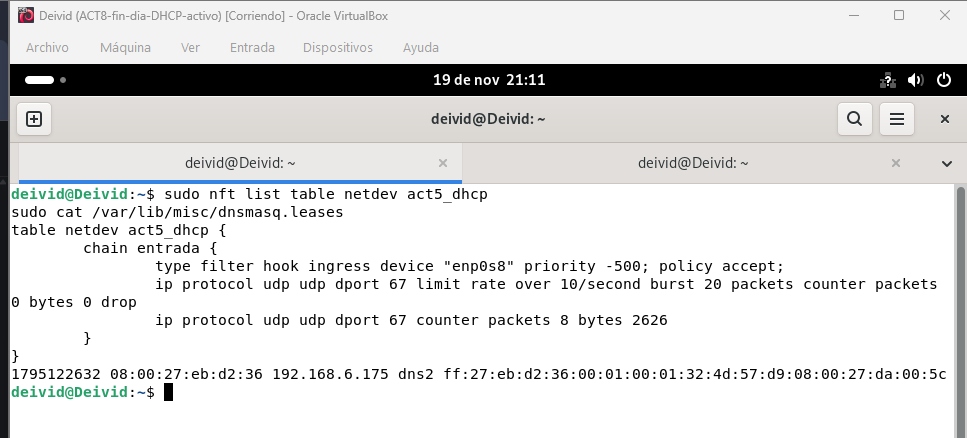 Deivid (ACT8-fin-dia-DHCP-activo) [Corriendo] - Oracle VirtualBox
Archivo Máquina Ver Entrada Dispositivos Ayuda
19 de nov 21:11
deivid@Deivid: ~
deivid@Deivid: ~ deivid@Deivid: ~
deivid@Deivid:~$ sudo nft list table netdev act5_dhcp
sudo cat /var/lib/misc/dnsmasq.leases
table netdev act5_dhcp {
chain entrada {
type filter hook ingress device "enp0s8" priority -500; policy accept;
ip protocol udp udp dport 67 limit rate over 10/second burst 20 packets counter packets
0 bytes 0 drop
ip protocol udp udp dport 67 counter packets 8 bytes 2626
}
}
1795122632 08:00:27:eb:d2:36 192.168.6.175 dns2 ff:27:eb:d2:36:00:01:00:01:32:4d:57:d9:08:00:27:da:00:5c
deivid@Deivid:~$